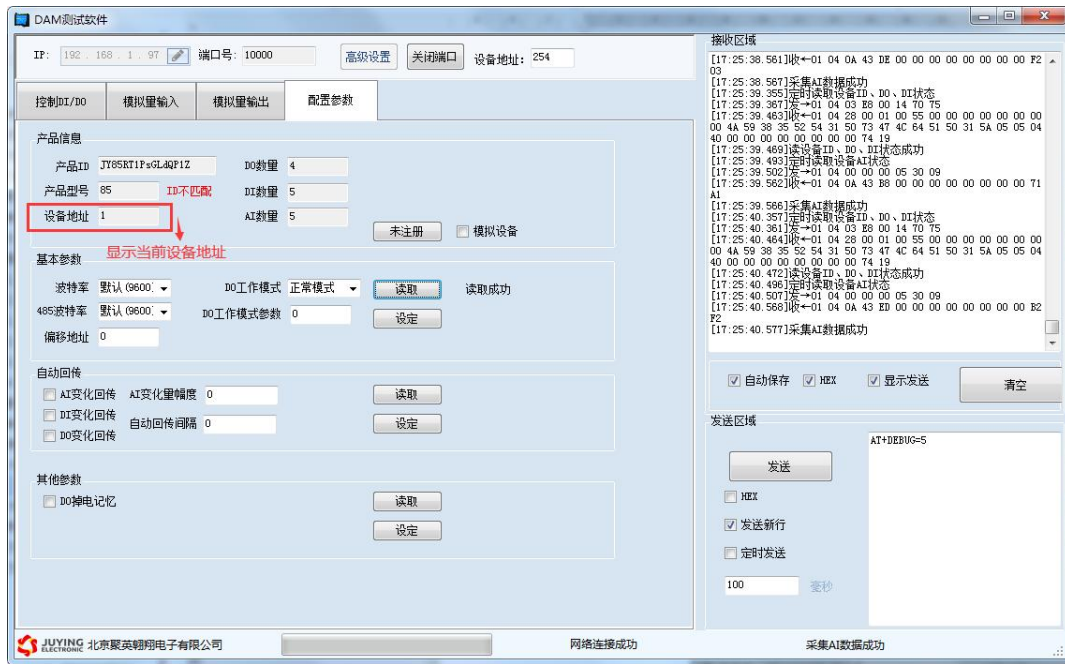 DAM测试软件
IP: 192 . 168 . 1 . 97 端口号: 10000 高级设置 关闭端口 设备地址: 254
控制DI/DO 模拟量输入 模拟量输出 配置参数
产品信息
产品ID JY85RT1PsGLdQP1Z DO数量 4
产品型号 85 ID不匹配 DI数量 5
设备地址 1 AI数量 5
未注册 模拟设备
显示当前设备地址
基本参数
波特率 默认(9600) DO工作模式 正常模式 读取 读取成功
485波特率 默认(9600) DO工作模式参数 0 设定
偏移地址 0
自动回传
AI变化回传 AI变化量幅度 0 读取
DI变化回传
自动回传间隔 0 设定
DO变化回传
其他参数
DO掉电记忆 读取
设定
接收区域
[17:25:38.561]收←01 04 0A 43 DE 00 00 00 00 00 00 00 00 F2
03
[17:25:38.567]采集AI数据成功
[17:25:39.355]定时读取设备ID、DO、DI状态
[17:25:39.367]发→01 04 03 E8 00 14 70 75
[17:25:39.463]收←01 04 28 00 01 00 55 00 00 00 00 00 00 00
00 4A 59 38 35 52 54 31 50 73 47 4C 64 51 50 31 5A 05 05 04
40 00 00 00 00 00 00 00 74 19
[17:25:39.469]读设备ID、DO、DI状态成功
[17:25:39.493]定时读取设备AI状态
[17:25:39.502]发→01 04 00 00 00 05 30 09
[17:25:39.562]收←01 04 0A 43 B8 00 00 00 00 00 00 00 00 71
A1
[17:25:39.566]采集AI数据成功
[17:25:40.357]定时读取设备ID、DO、DI状态
[17:25:40.361]发→01 04 03 E8 00 14 70 75
[17:25:40.464]收←01 04 28 00 01 00 55 00 00 00 00 00 00 00
00 4A 59 38 35 52 54 31 50 73 47 4C 64 51 50 31 5A 05 05 04
40 00 00 00 00 00 00 00 74 19
[17:25:40.472]读设备ID、DO、DI状态成功
[17:25:40.496]定时读取设备AI状态
[17:25:40.507]发→01 04 00 00 00 05 30 09
[17:25:40.568]收←01 04 0A 43 ED 00 00 00 00 00 00 00 00 B2
F2
[17:25:40.577]采集AI数据成功
自动保存 HEX 显示发送 清空
发送区域
AT+DEBUG=5
发送
HEX
发送新行
定时发送
100 毫秒
JUYING ELECTRONIC 北京聚英翱翔电子有限公司 网络连接成功 采集AI数据成功